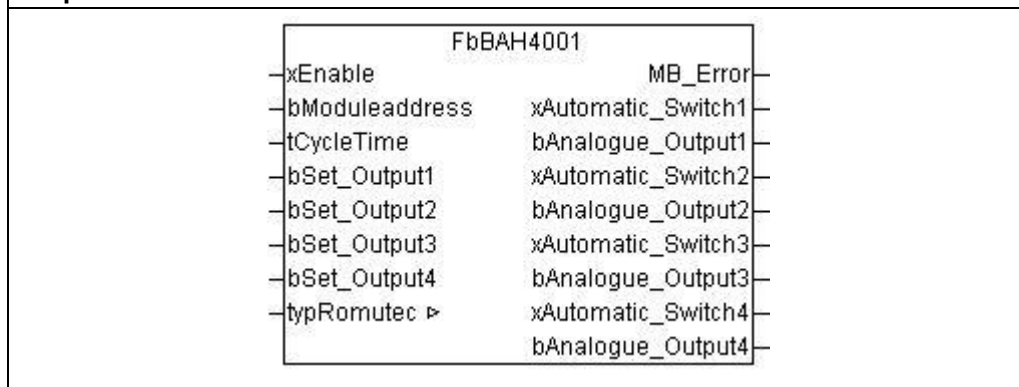 FbBAH4001
xEnable MB_Error
bModuleaddress xAutomatic_Switch1
tCycleTime bAnalogue_Output1
bSet_Output1 xAutomatic_Switch2
bSet_Output2 bAnalogue_Output2
bSet_Output3 xAutomatic_Switch3
bSet_Output4 bAnalogue_Output3
typRomutec ▹ xAutomatic_Switch4
bAnalogue_Output4